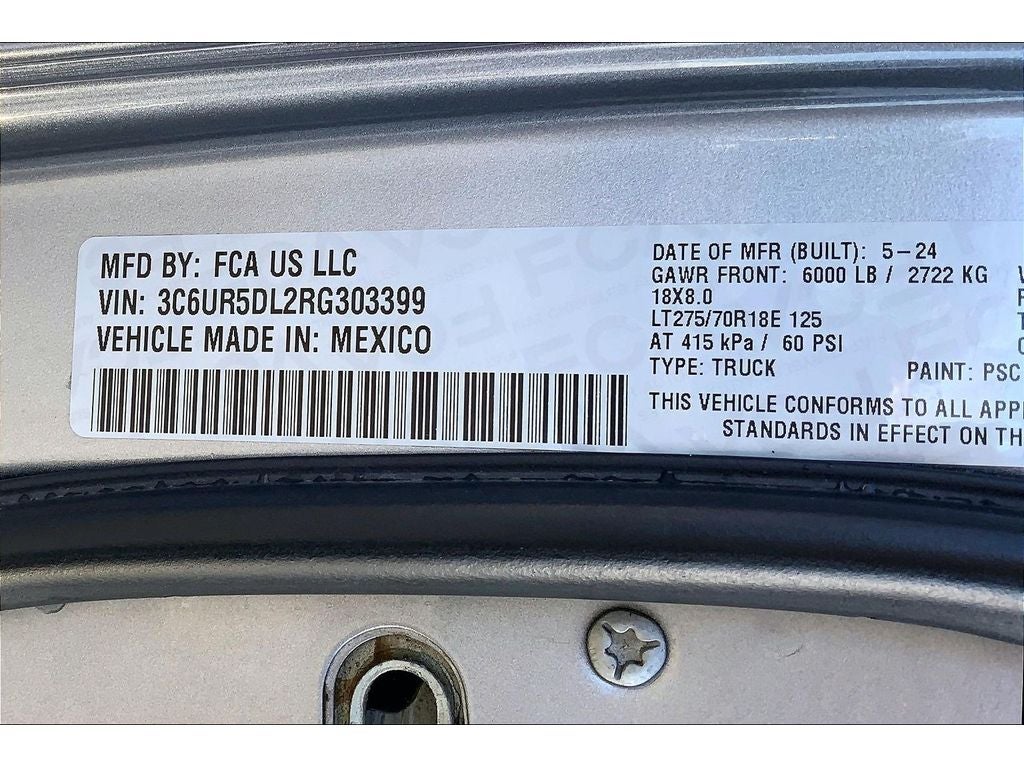 MFD BY: FCA US LLC
VIN: 3C6UR5DL2RG303399
VEHICLE MADE IN: MEXICO
DATE OF MFR (BUILT): 5-24
GAWR FRONT: 6000 LB / 2722 KG
18X8.0
LT275/70R18E 125
AT 415 kPa / 60 PSI
TYPE: TRUCK PAINT: PSC
THIS VEHICLE CONFORMS TO ALL
STANDARDS IN EFFECT ON